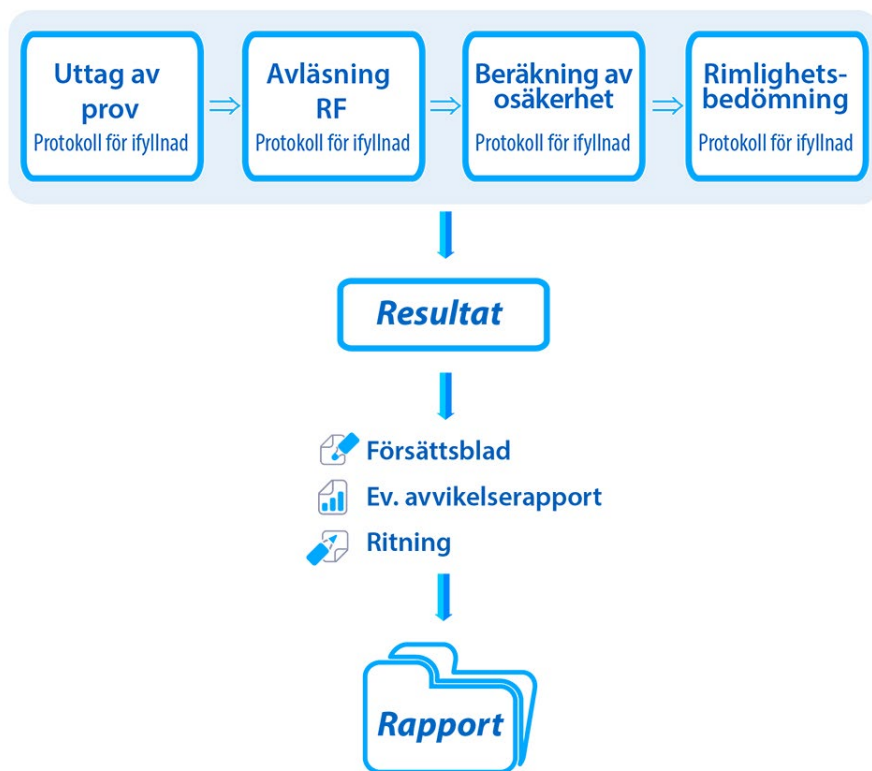 Uttag av
prov
Protokoll för ifyllnad
Avläsning
RF
Protokoll för ifyllnad
Beräkning av
osäkerhet
Protokoll för ifyllnad
Rimlighets-
bedömning
Protokoll för ifyllnad
Resultat
Försättsblad
Ev. avvikelserapport
Ritning
Rapport